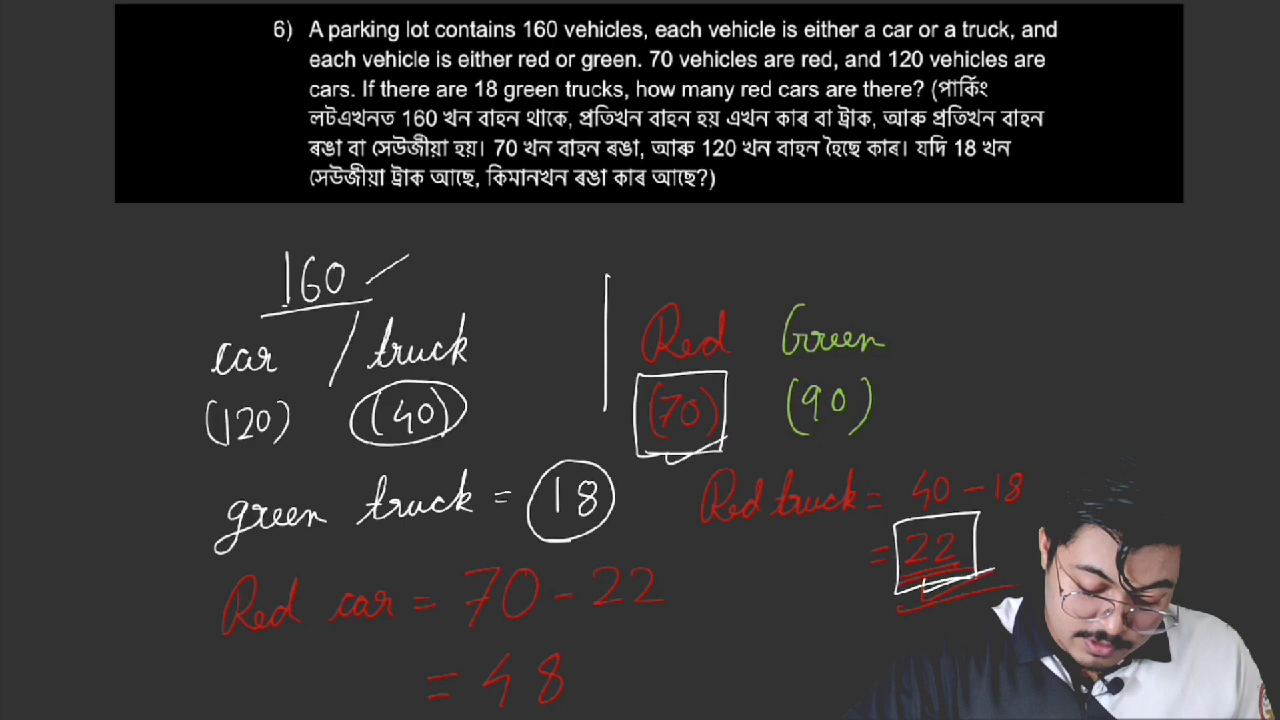 6) A parking lot contains 160 vehicles, each vehicle is either a car or a truck, and
each vehicle is either red or green. 70 vehicles are red, and 120 vehicles are
cars. If there are 18 green trucks, how many red cars are there? (পাৰ্কিং
লটএখনত 160 খন বাহন থাকে, প্ৰতিখন বাহন হয় এখন কাৰ বা ট্ৰাক, আৰু প্ৰতিখন বাহন
ৰঙা বা সেউজীয়া হয়। 70 খন বাহন ৰঙা, আৰু 120 খন বাহন হৈছে কাৰ। যদি 18 খন
সেউজীয়া ট্ৰাক আছে, কিমানখন ৰঙা কাৰ আছে?)
160
car / truck
(120) (40)
Red Green
(70) (90)
green truck = 18
Red truck = 40 - 18
= 22
Red car = 70 - 22
= 48